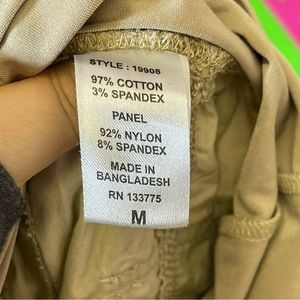 STYLE : 19908
97% COTTON
3% SPANDEX
PANEL
92% NYLON
8% SPANDEX
MADE IN
BANGLADESH
RN 133775
M